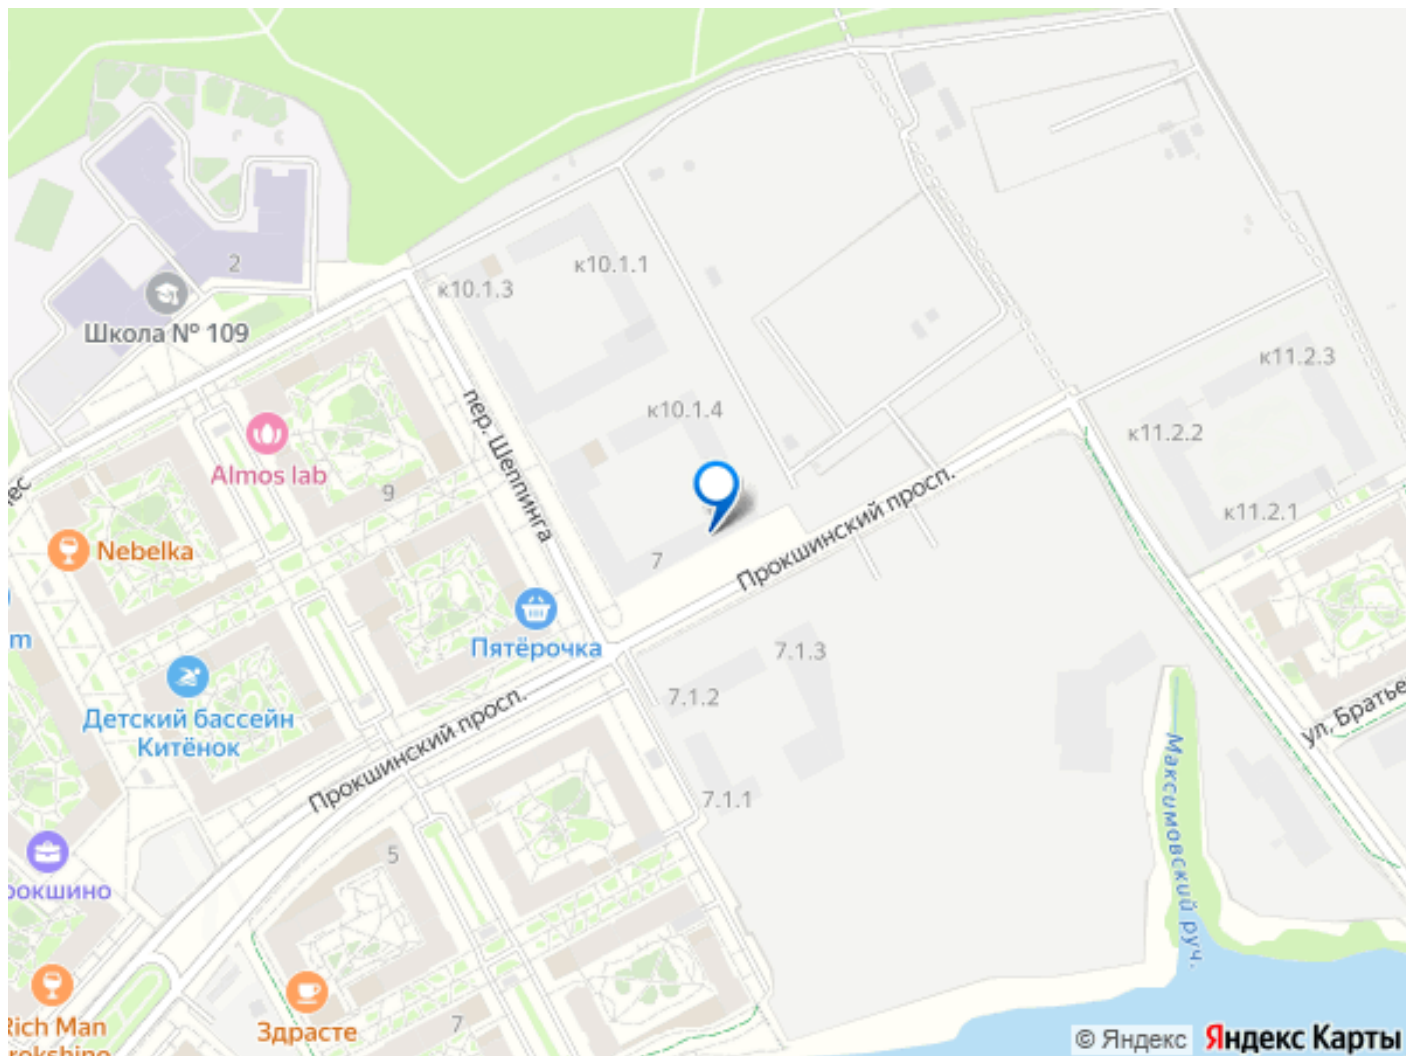 к10.1.1
к10.1.3
2
Школа № 109
к11.2.3
пер. Шеппинга
к10.1.4
к11.2.2
Almos lab
9
Прокшинский просп.
к11.2.1
Nebelka
7
Пятёрочка
7.1.3
7.1.2
Детский бассейн
Китёнок
Прокшинский просп.
ул. Братье
Максимовский руч.
7.1.1
5
рокшино
Rich Man
Здрасте
7
© Яндекс
Яндекс Карты